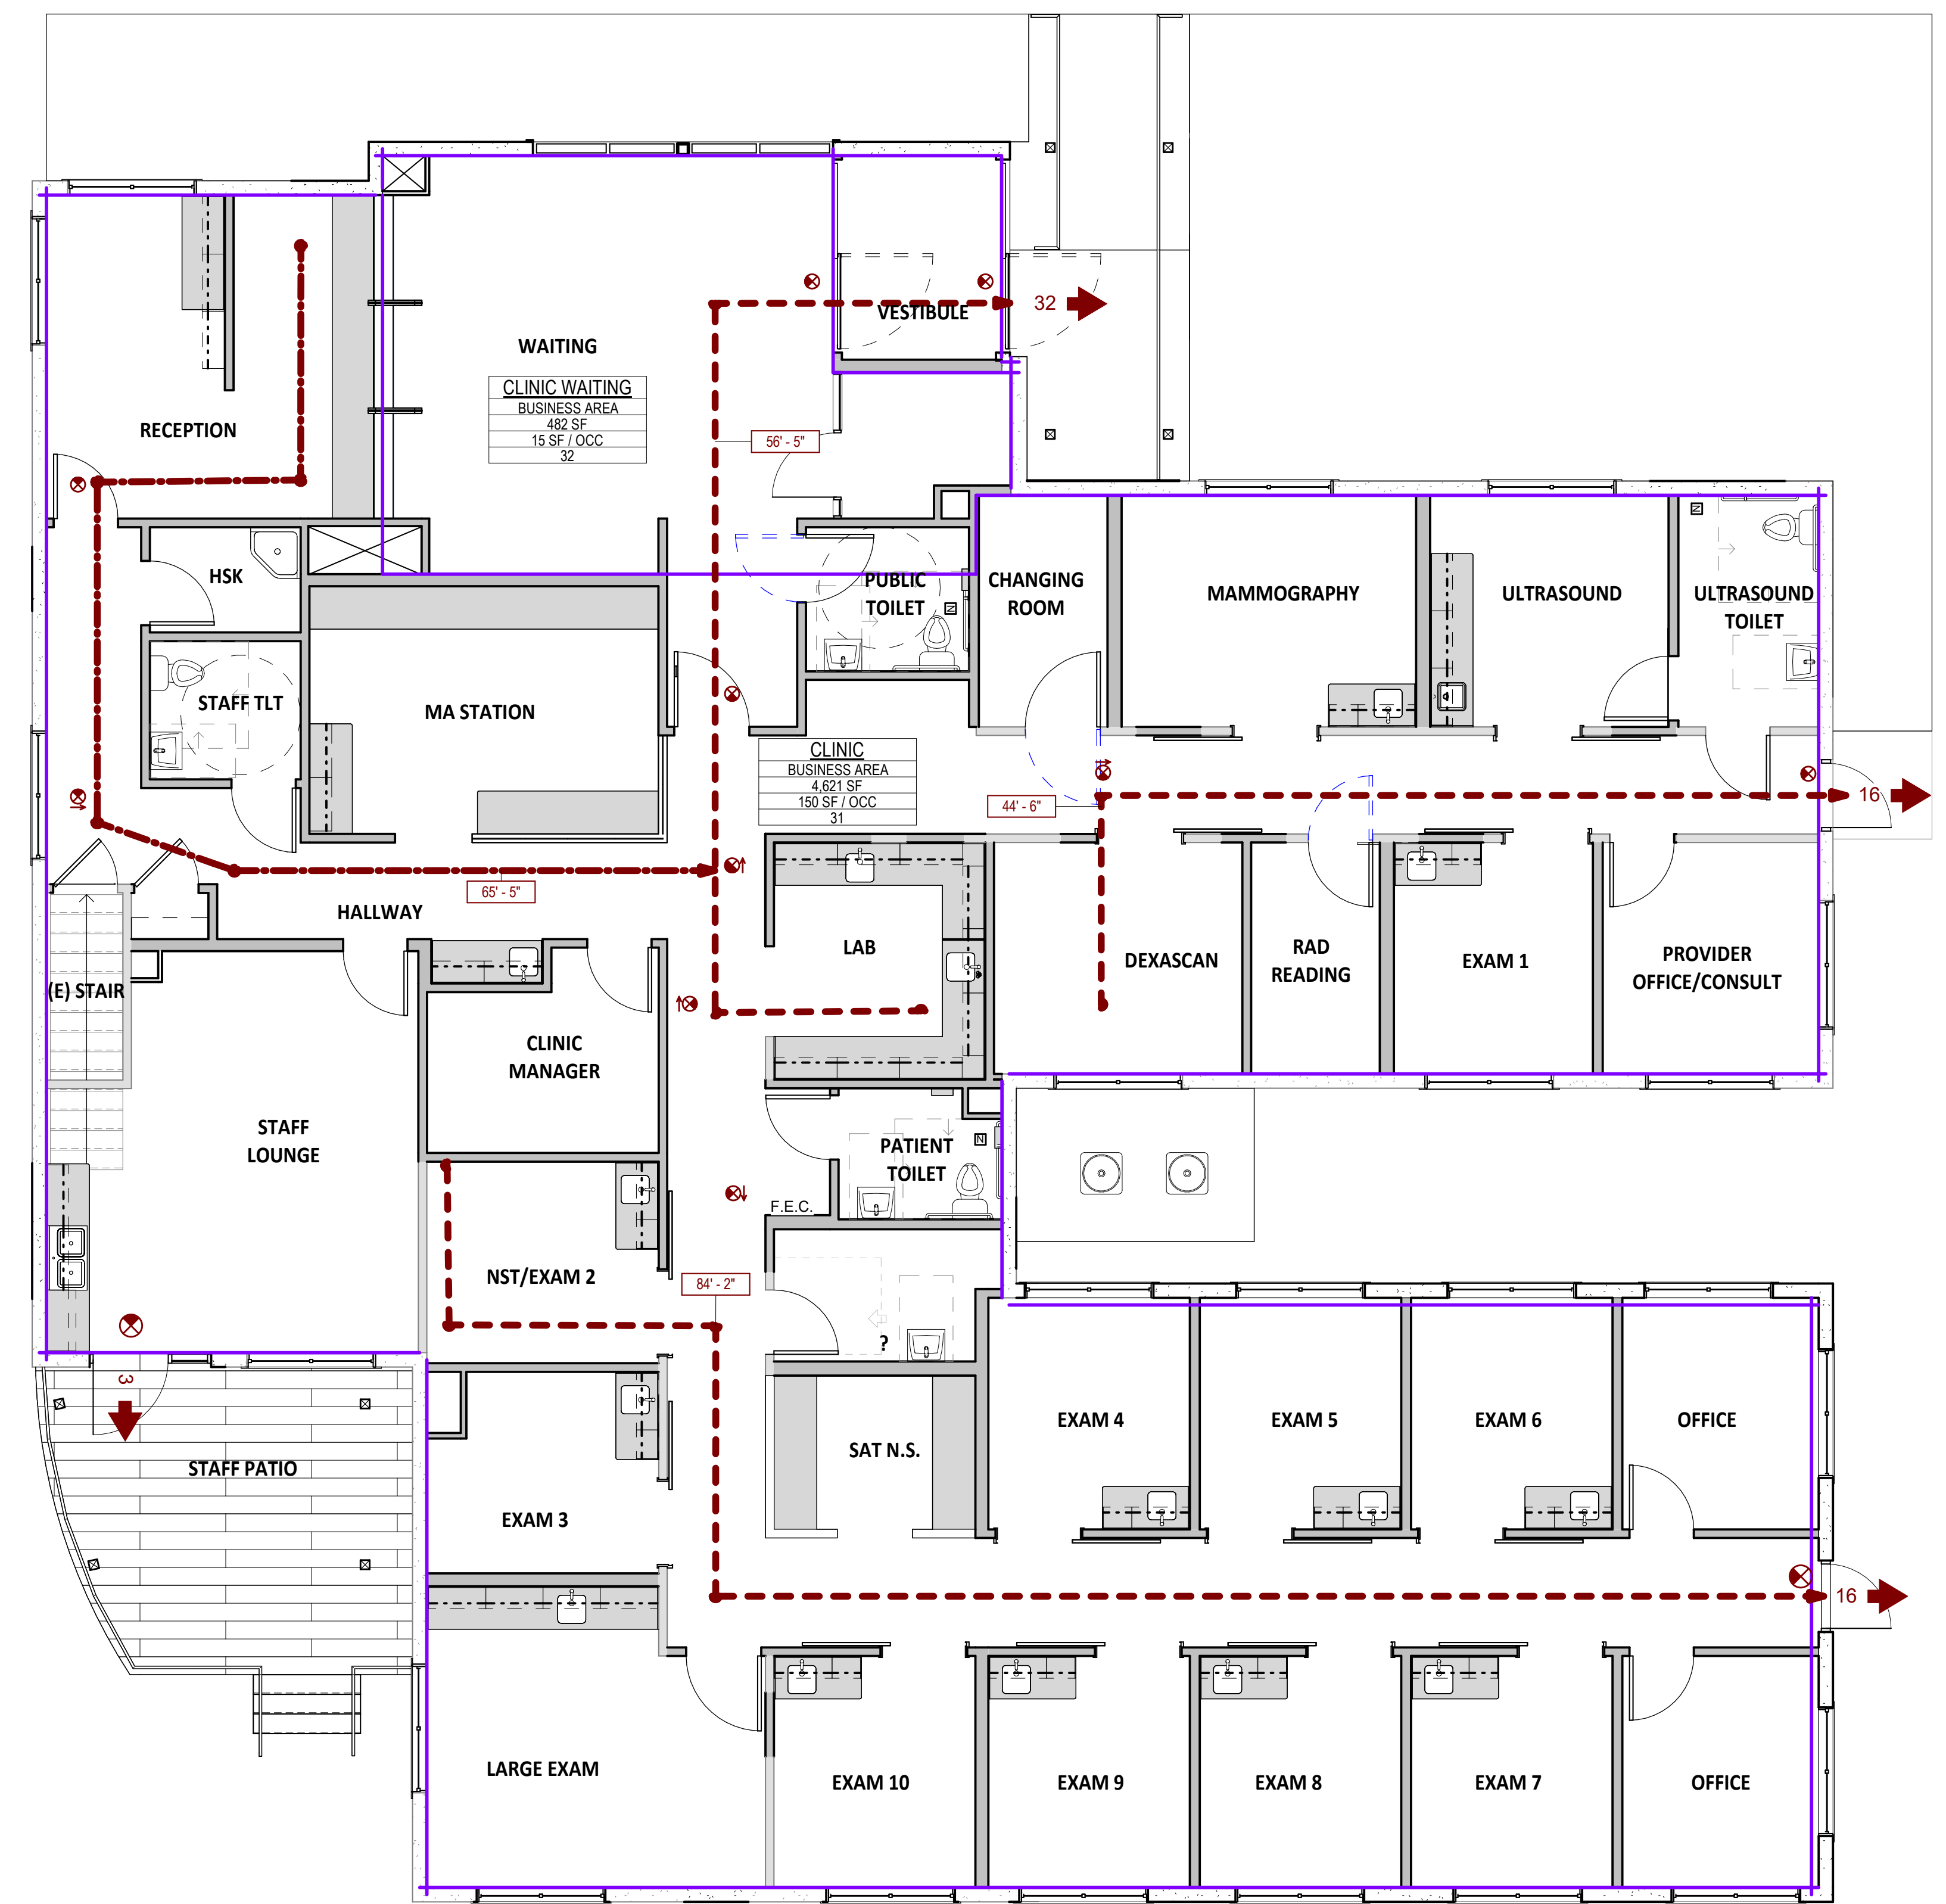 VESTIBULE
32
WAITING
CLINIC WAITING
BUSINESS AREA
482 SF
15 SF / OCC
32
RECEPTION
56' - 5"
HSK
PUBLIC
TOILET
N
CHANGING
ROOM
MAMMOGRAPHY
ULTRASOUND
N
ULTRASOUND
TOILET
STAFF TLT
MA STATION
CLINIC
BUSINESS AREA
4,621 SF
150 SF / OCC
31
44' - 6"
16
65' - 5"
HALLWAY
LAB
DEXASCAN
RAD
READING
EXAM 1
PROVIDER
OFFICE/CONSULT
(E) STAIR
CLINIC
MANAGER
STAFF
LOUNGE
PATIENT
TOILET
N
F.E.C.
NST/EXAM 2
84' - 2"
?
3
EXAM 4
EXAM 5
EXAM 6
OFFICE
SAT N.S.
STAFF PATIO
EXAM 3
16
LARGE EXAM
EXAM 10
EXAM 9
EXAM 8
EXAM 7
OFFICE